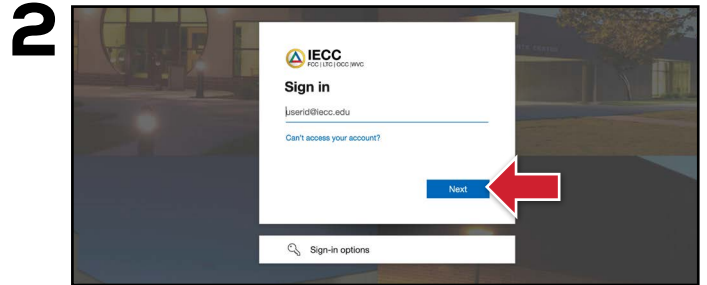 2
IECC
FCC | LTC | OCC |WVC
Sign in
userid@iecc.edu
Can't access your account?
Next
Sign-in options